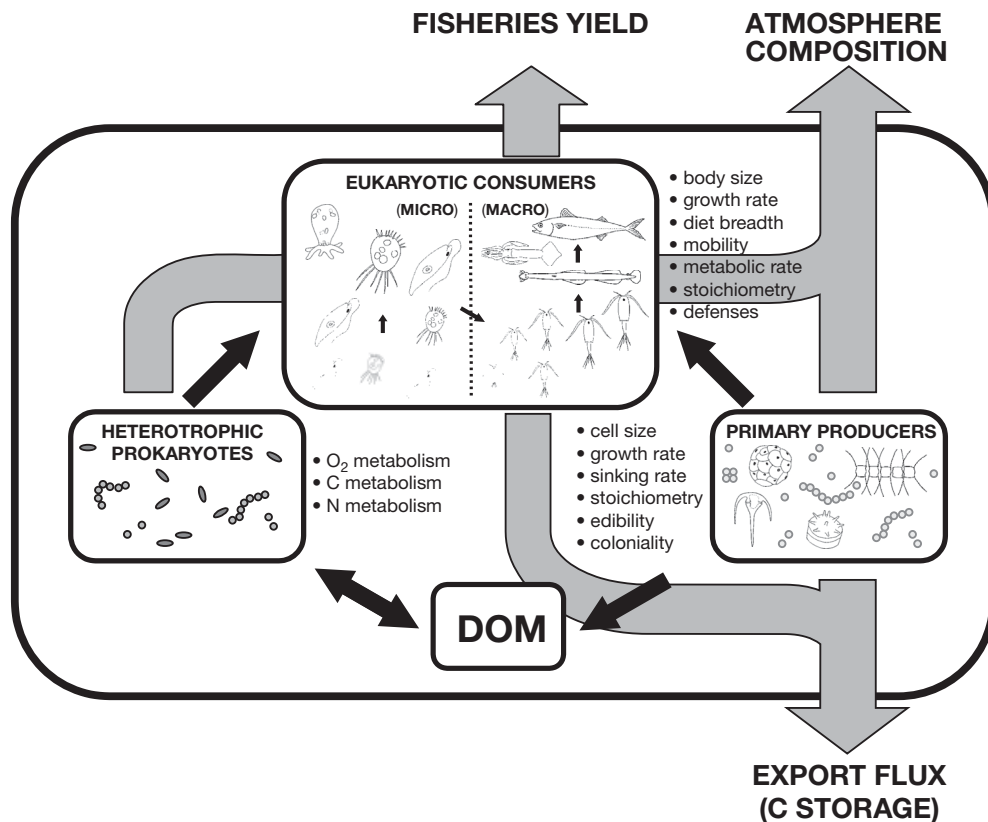 FISHERIES YIELD
ATMOSPHERE
COMPOSITION
EUKARYOTIC CONSUMERS
(MICRO)
(MACRO)
• body size
• growth rate
• diet breadth
• mobility
• metabolic rate
• stoichiometry
• defenses
HETEROTROPHIC
PROKARYOTES
• O₂ metabolism
• C metabolism
• N metabolism
• cell size
• growth rate
• sinking rate
• stoichiometry
• edibility
• coloniality
PRIMARY PRODUCERS
DOM
EXPORT FLUX
(C STORAGE)